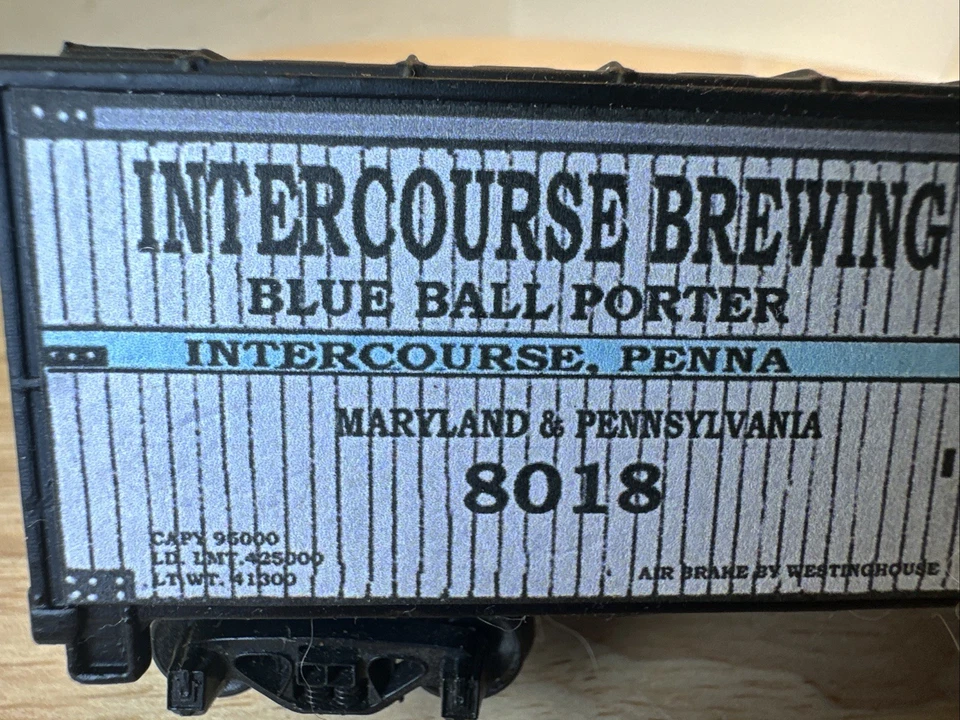 INTERCOURSE BREWING
BLUE BALL PORTER
INTERCOURSE, PENNA
MARYLAND & PENNSYLVANIA
8018
CAPY 95000
LD. LMT. 425000
LT. WT. 41300
AIR BRAKE BY WESTINGHOUSE